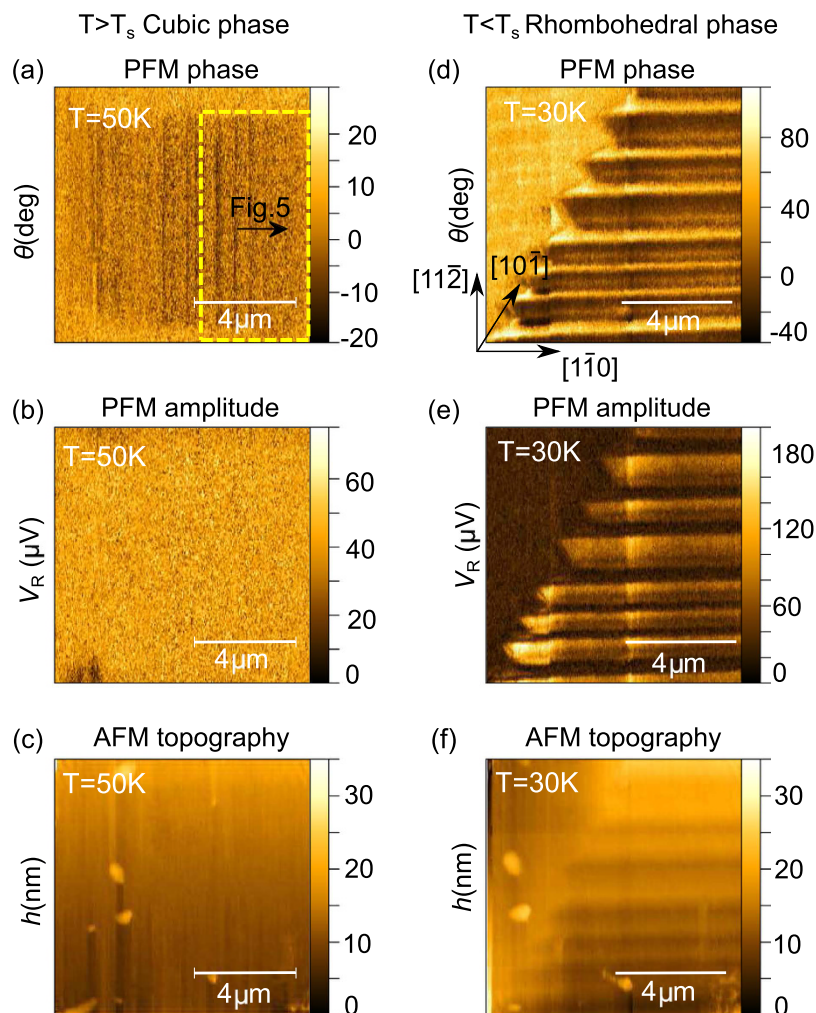 T>Ts Cubic phase
T<Ts Rhombohedral phase
(a)
PFM phase
T=50K
Fig.5
4μm
θ(deg)
20
10
0
-10
-20
(d)
PFM phase
T=30K
[112̄]
[101̄]
[11̄0]
4μm
θ(deg)
80
40
0
-40
(b)
PFM amplitude
T=50K
4μm
VR (μV)
60
40
20
0
(e)
PFM amplitude
T=30K
4μm
180
120
60
0
(c)
AFM topography
T=50K
4μm
h(nm)
30
20
10
0
(f)
AFM topography
T=30K
4μm
h(nm)
30
20
10
0